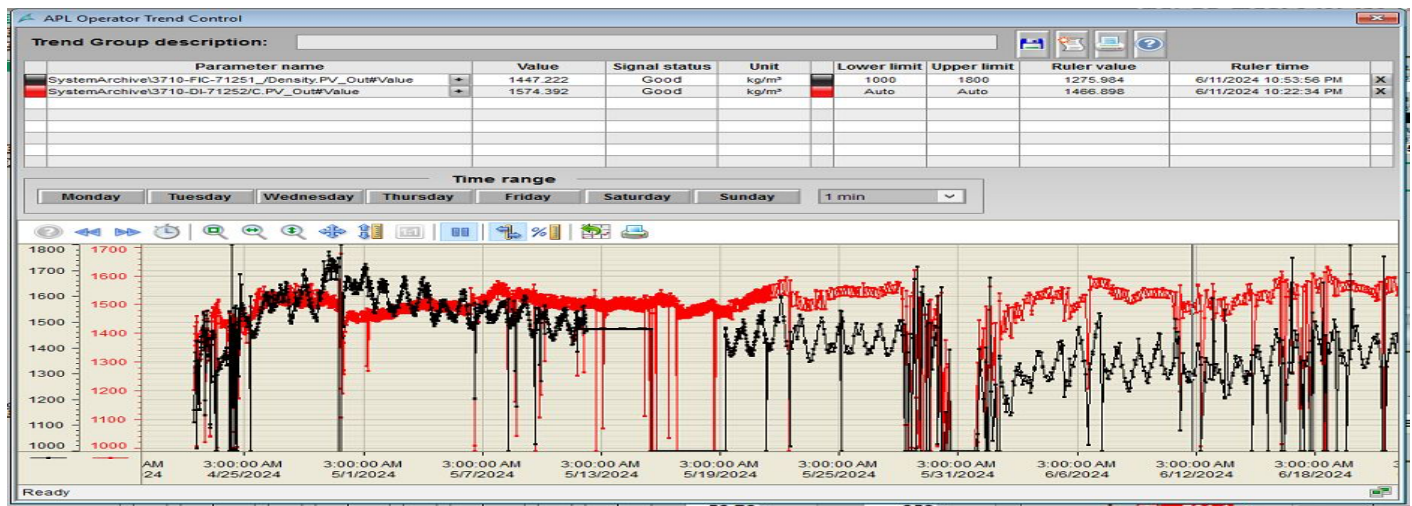 APL Operator Trend Control
Trend Group description:
Parameter name Value Signal status Unit Lower limit Upper limit Ruler value Ruler time
SystemArchive\3710-FIC-71251_/Density.PV_Out#Value 1447.222 Good kg/m³ 1000 1800 1275.984 6/11/2024 10:53:56 PM X
SystemArchive\3710-DI-71252/C.PV_Out#Value 1574.392 Good kg/m³ Auto Auto 1466.898 6/11/2024 10:22:34 PM X
Time range
Monday Tuesday Wednesday Thursday Friday Saturday Sunday 1 min
1800 1700
1700 1600
1600 1500
1500 1400
1400 1300
1300 1200
1200 1100
1100 1000
1000
AM 3:00:00 AM 3:00:00 AM 3:00:00 AM 3:00:00 AM 3:00:00 AM 3:00:00 AM 3:00:00 AM 3:00:00 AM 3:00:00 AM 3:00:00 AM 3
24 4/25/2024 5/1/2024 5/7/2024 5/13/2024 5/19/2024 5/25/2024 5/31/2024 6/6/2024 6/12/2024 6/18/2024
Ready